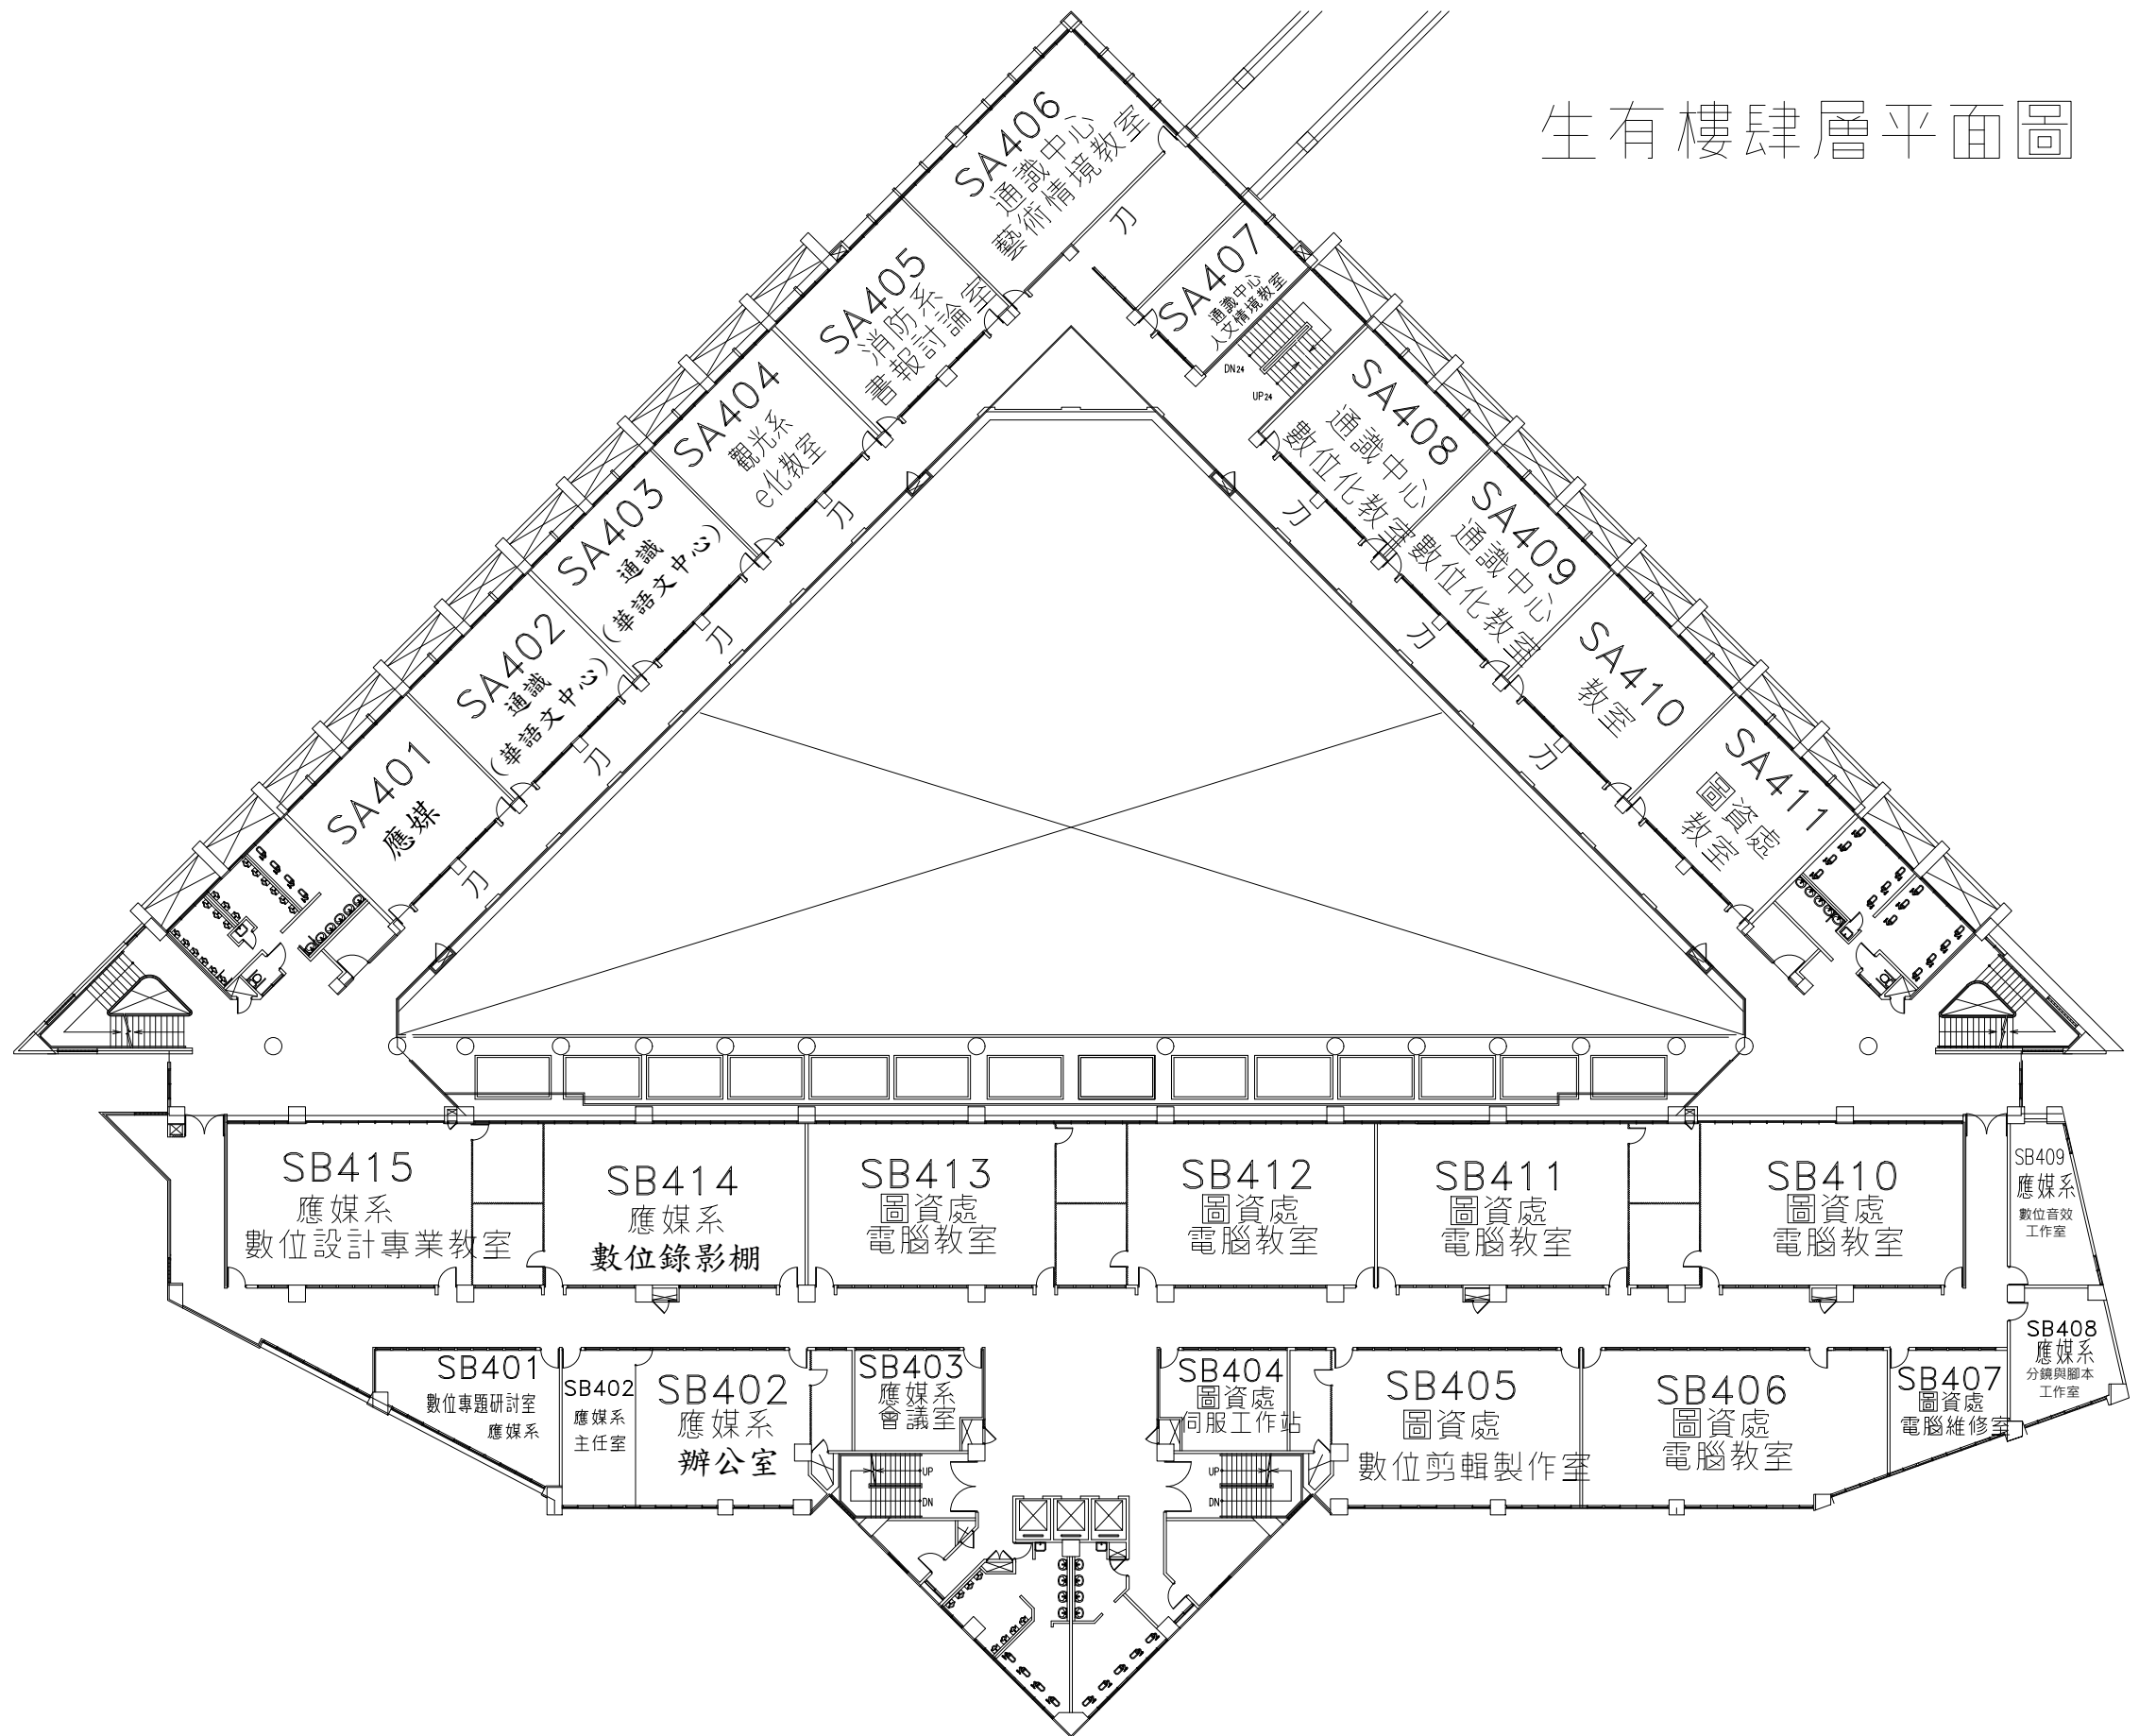 生有樓肆層平面圖
SA406
通識中心
藝術情境教室
刀
SA405
消防系
書報討論室
SA407
通識中心
人文情境教室
DN24
UP24
SA404
觀光系
e化教室
刀
SA408
通識中心
數位化教室
刀
SA403
通識
(華語文中心)
刀
SA409
通識中心
數位化教室
刀
SA402
通識
(華語文中心)
刀
SA410
教室
刀
SA401
應媒
刀
SA411
圖資處
教室
SB415
應媒系
數位設計專業教室
SB414
應媒系
數位錄影棚
SB413
圖資處
電腦教室
SB412
圖資處
電腦教室
SB411
圖資處
電腦教室
SB410
圖資處
電腦教室
SB409
應媒系
數位音效
工作室
SB401
數位專題研討室
應媒系
SB402
應媒系
主任室
SB402
應媒系
辦公室
SB403
應媒系
會議室
SB404
圖資處
伺服工作站
SB405
圖資處
數位剪輯製作室
SB406
圖資處
電腦教室
SB407
圖資處
電腦維修室
SB408
應媒系
分鏡與腳本
工作室
UP
DN
UP
DN